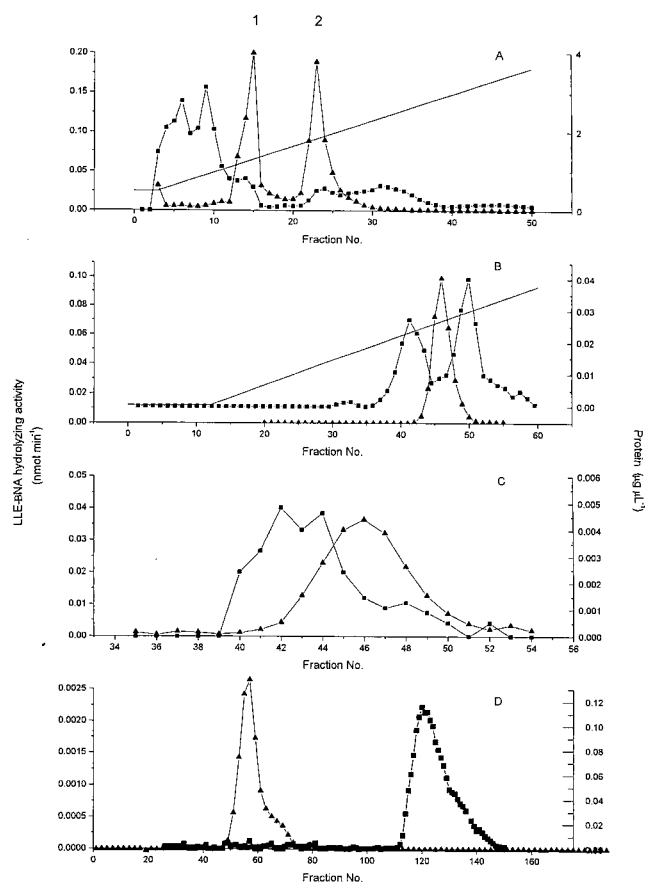 1 2
A
0.20 0.15 0.10 0.05 0.00
4 2 0
0 10 20 30 40 50
Fraction No.
B
0.10 0.08 0.06 0.04 0.02 0.00
0.04 0.03 0.02 0.01 0.00
0 10 20 30 40 50 60
Fraction No.
C
0.05 0.04 0.03 0.02 0.01 0.00
0.006 0.005 0.004 0.003 0.002 0.001 0.000
34 36 38 40 42 44 46 48 50 52 54 56
Fraction No.
D
0.0025 0.0020 0.0015 0.0010 0.0005 0.0000
0.12 0.10 0.08 0.06 0.04 0.02 0.00
0 20 40 60 80 100 120 140 160
Fraction No.
LLE-BNA hydrolyzing activity
(nmot min⁻¹)
Protein (µg µL⁻¹)